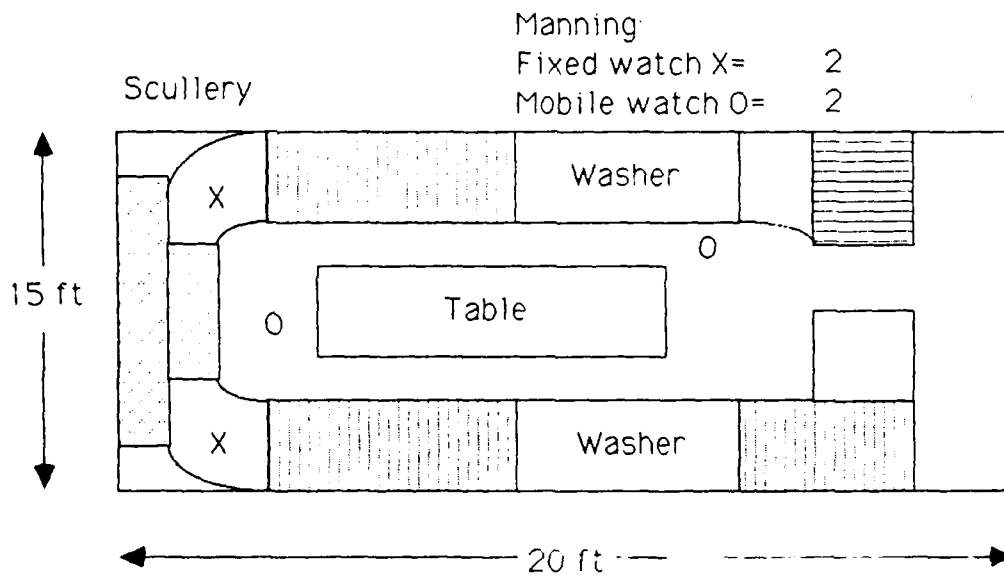 Manning
Fixed watch X= 2
Mobile watch O= 2
Scullery
Washer
X
O
15 ft
Table
O
X
Washer
20 ft